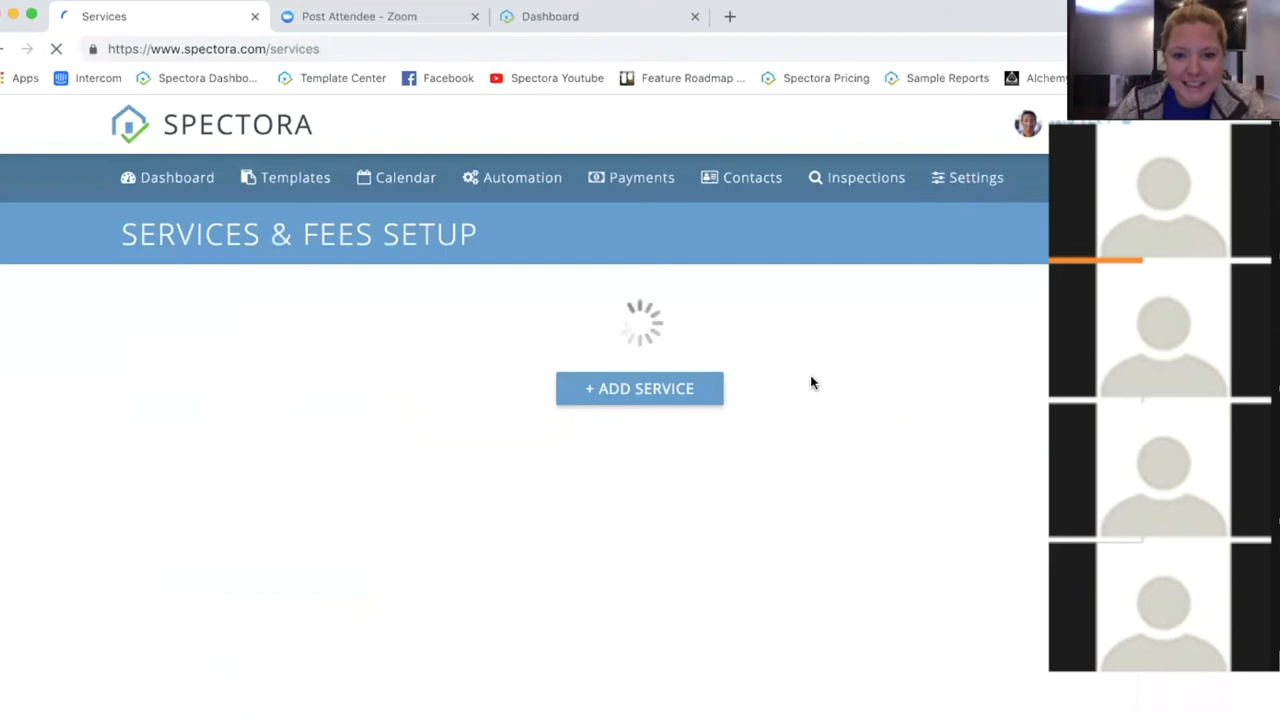 Services
Post Attendee - Zoom
Dashboard
https://www.spectora.com/services
Apps
Intercom
Spectora Dashbo...
Template Center
Facebook
Spectora Youtube
Feature Roadmap ...
Spectora Pricing
Sample Reports
Alchemy
SPECTORA
Dashboard
Templates
Calendar
Automation
Payments
Contacts
Inspections
Settings
SERVICES & FEES SETUP
+ ADD SERVICE